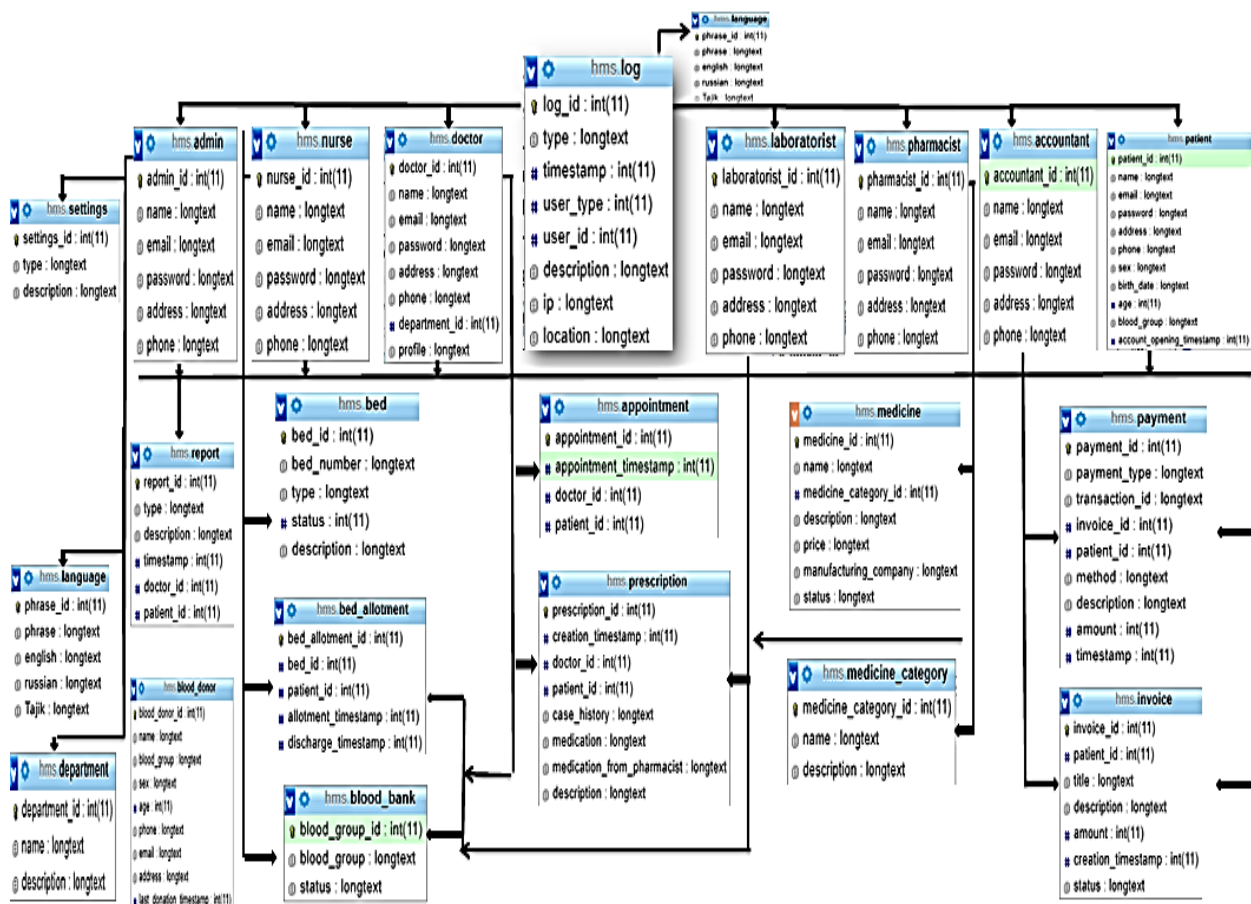 hms.language
phrase_id : int(11)
phrase : longtext
english : longtext
russian : longtext
Tajik : longtext
hms.log
log_id : int(11)
type : longtext
timestamp : int(11)
user_type : int(11)
user_id : int(11)
description : longtext
ip : longtext
location : longtext
hms.admin
admin_id : int(11)
name : longtext
email : longtext
password : longtext
address : longtext
phone : longtext
hms.nurse
nurse_id : int(11)
name : longtext
email : longtext
password : longtext
address : longtext
phone : longtext
hms.doctor
doctor_id : int(11)
name : longtext
email : longtext
password : longtext
address : longtext
phone : longtext
department_id : int(11)
profile : longtext
hms.laboratorist
laboratorist_id : int(11)
name : longtext
email : longtext
password : longtext
address : longtext
phone : longtext
hms.pharmacist
pharmacist_id : int(11)
name : longtext
email : longtext
password : longtext
address : longtext
phone : longtext
hms.accountant
accountant_id : int(11)
name : longtext
email : longtext
password : longtext
address : longtext
phone : longtext
hms.patient
patient_id : int(11)
name : longtext
email : longtext
password : longtext
address : longtext
phone : longtext
sex : longtext
birth_date : longtext
age : int(11)
blood_group : longtext
account_opening_timestamp : int(11)
hms.settings
settings_id : int(11)
type : longtext
description : longtext
hms.report
report_id : int(11)
type : longtext
description : longtext
timestamp : int(11)
doctor_id : int(11)
patient_id : int(11)
hms.bed
bed_id : int(11)
bed_number : longtext
type : longtext
status : int(11)
description : longtext
hms.appointment
appointment_id : int(11)
appointment_timestamp : int(11)
doctor_id : int(11)
patient_id : int(11)
hms.medicine
medicine_id : int(11)
name : longtext
medicine_category_id : int(11)
description : longtext
price : longtext
manufacturing_company : longtext
status : longtext
hms.payment
payment_id : int(11)
payment_type : longtext
transaction_id : longtext
invoice_id : int(11)
patient_id : int(11)
method : longtext
description : longtext
amount : int(11)
timestamp : int(11)
hms.language
phrase_id : int(11)
phrase : longtext
english : longtext
russian : longtext
Tajik : longtext
hms.bed_allotment
bed_allotment_id : int(11)
bed_id : int(11)
patient_id : int(11)
allotment_timestamp : int(11)
discharge_timestamp : int(11)
hms.prescription
prescription_id : int(11)
creation_timestamp : int(11)
doctor_id : int(11)
patient_id : int(11)
case_history : longtext
medication : longtext
medication_from_pharmacist : longtext
description : longtext
hms.medicine_category
medicine_category_id : int(11)
name : longtext
description : longtext
hms.invoice
invoice_id : int(11)
patient_id : int(11)
title : longtext
description : longtext
amount : int(11)
creation_timestamp : int(11)
status : longtext
hms.department
department_id : int(11)
name : longtext
description : longtext
hms.blood_donor
blood_donor_id : int(11)
name : longtext
blood_group : longtext
sex : longtext
age : int(11)
phone : longtext
email : longtext
address : longtext
last_donation_timestamp : int(11)
hms.blood_bank
blood_group_id : int(11)
blood_group : longtext
status : longtext